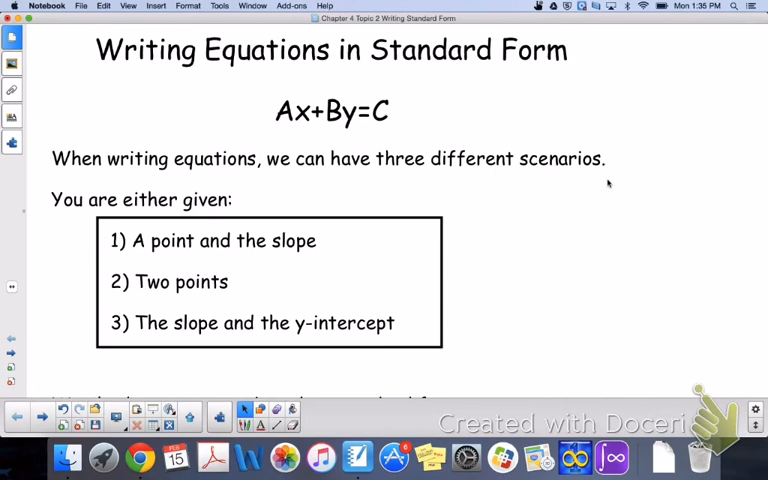 Notebook File Edit View Insert Format Tools Window Add-ons Help
Mon 1:35 PM
Chapter 4 Topic 2 Writing Standard Form
Writing Equations in Standard Form
Ax+By=C
When writing equations, we can have three different scenarios.
You are either given:
1) A point and the slope
2) Two points
3) The slope and the y-intercept
Created with Doceri
FEB
15
6